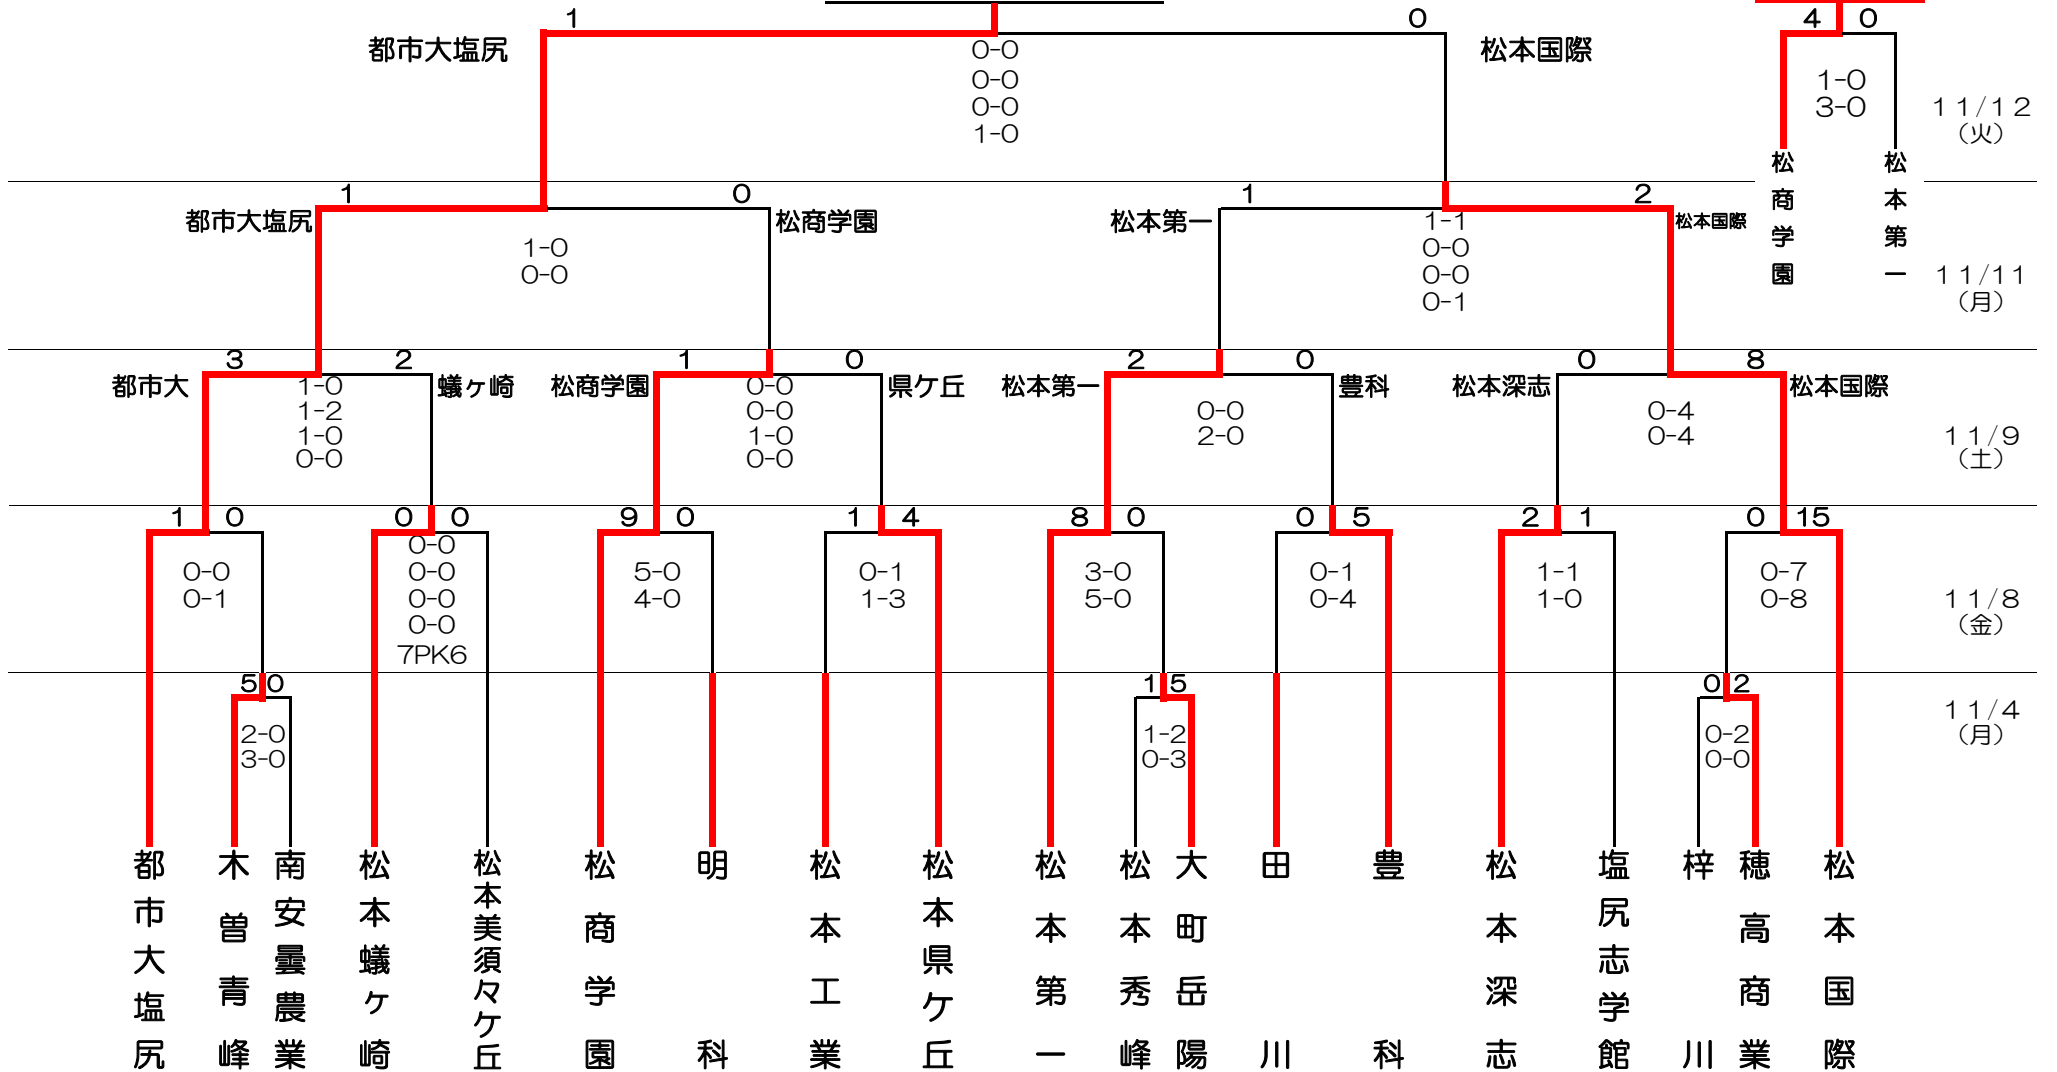 1 0 4 0
都市大塩尻 松本国際
0-0
0-0
0-0
1-0
1-0
3-0
11/12
(火)
松商学園
松本第一
1 0 1 2
都市大塩尻 松商学園 松本第一 松本国際
1-0
0-0
1-1
0-0
0-0
0-1
11/11
(月)
3 2 1 0 2 0 0 8
都市大 蟻ヶ崎 松商学園 県ケ丘 松本第一 豊科 松本深志 松本国際
1-0
1-2
1-0
0-0
0-0
0-0
1-0
0-0
0-0
2-0
0-4
0-4
11/9
(土)
1 0 0 0 9 0 1 4 8 0 0 5 2 1 0 15
0-0
0-1
0-0
0-0
0-0
0-0
7PK6
5-0
4-0
0-1
1-3
3-0
5-0
0-1
0-4
1-1
1-0
0-7
0-8
11/8
(金)
5 0 1 5 0 2
2-0
3-0
1-2
0-3
0-2
0-0
11/4
(月)
都市大塩尻
木曽青峰
南安曇農業
松本蟻ヶ崎
松本美須々ケ丘
松商学園
明科
松本工業
松本県ケ丘
松本第一
松本秀峰
大町岳陽
田川
豊科
松本深志
塩尻志学館
梓川
穂高商業
松本国際